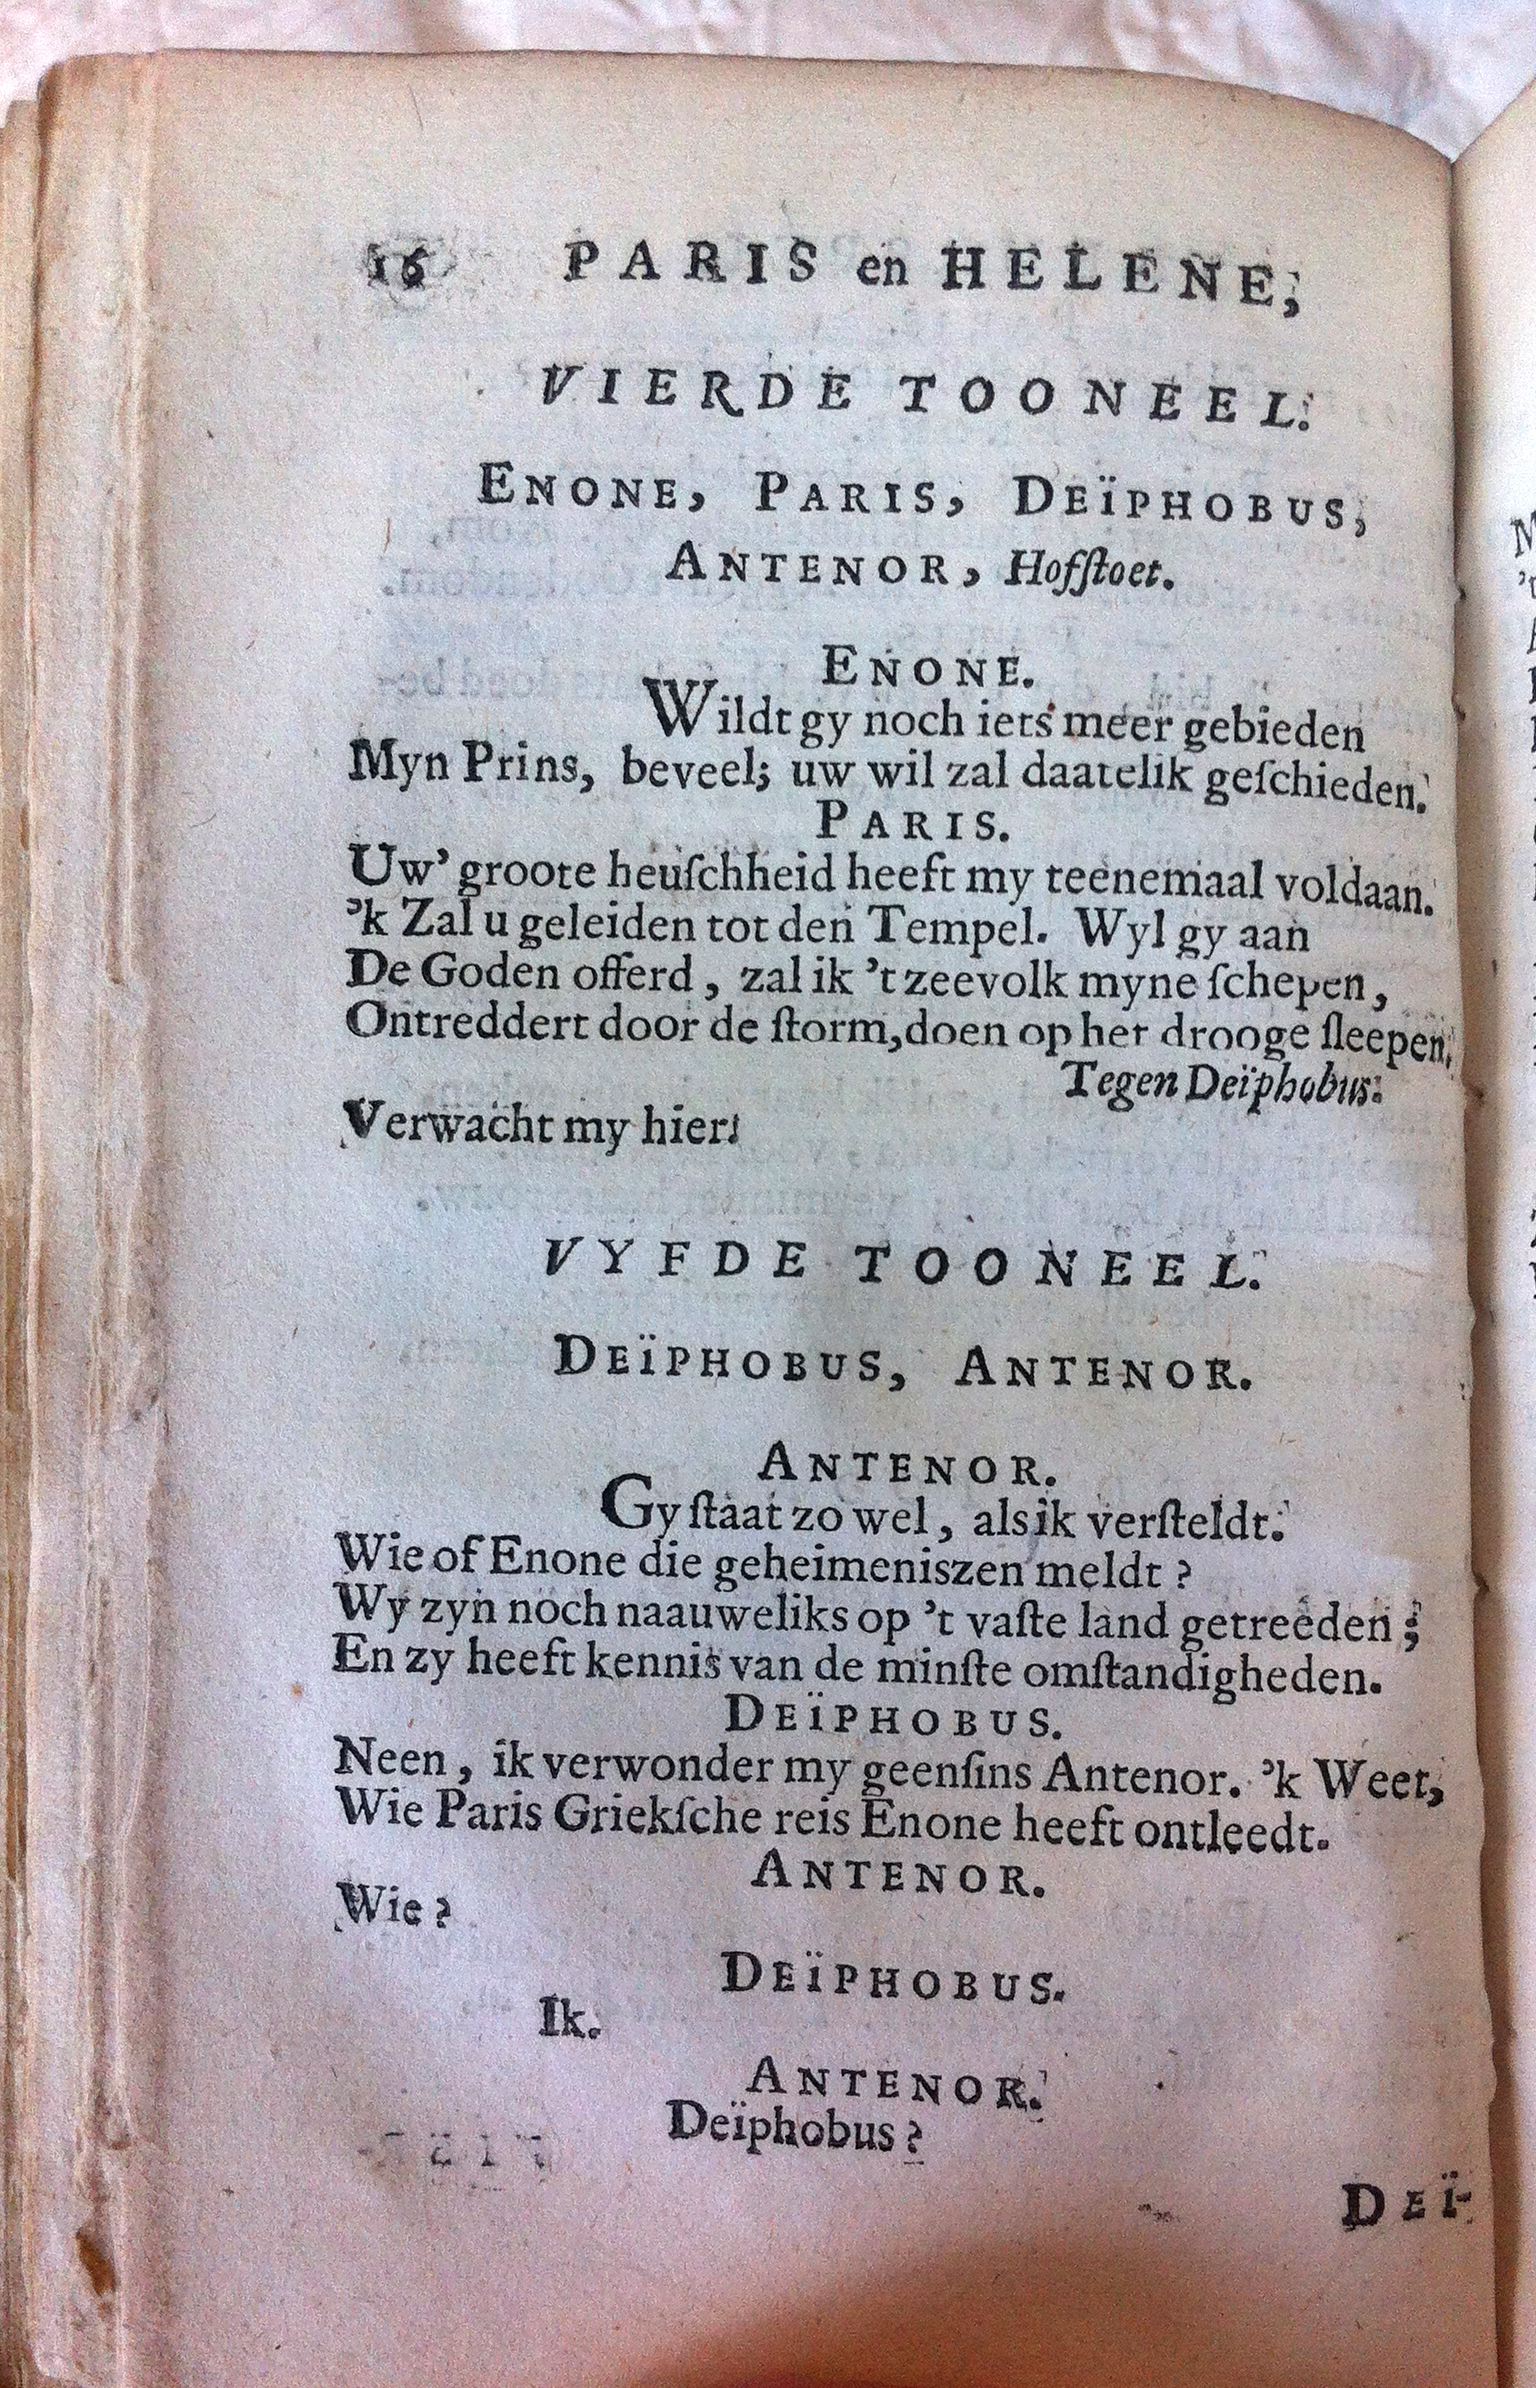 16 PARIS en HELENE,
VIERDE TOONEEL.
ENONE, PARIS, DEÏPHOBUS,
ANTENOR, Hofſtoet.
ENONE.
Wildt gy noch iets meer gebieden
Myn Prins, beveel; uw wil zal daatelik geſchieden.
PARIS.
Uw' groote heuſchheid heeft my teenemaal voldaan.
'k Zal u geleiden tot den Tempel. Wyl gy aan
De Goden offerd, zal ik 't zeevolk myne ſchepen,
Ontreddert door de ſtorm, doen op het drooge ſleepen.
Tegen Deïphobus.
Verwacht my hier.
VYFDE TOONEEL.
DEÏPHOBUS, ANTENOR.
ANTENOR.
Gy ſtaat zo wel, als ik verſteldt.
Wie of Enone die geheimeniszen meldt?
Wy zyn noch naauweliks op 't vaſte land getreeden;
En zy heeft kennis van de minſte omſtandigheden.
DEÏPHOBUS.
Neen, ik verwonder my geenſins Antenor. 'k Weet,
Wie Paris Griekſche reis Enone heeft ontleedt.
ANTENOR.
Wie?
DEÏPHOBUS.
Ik.
ANTENOR.
Deïphobus?
DEÏ-